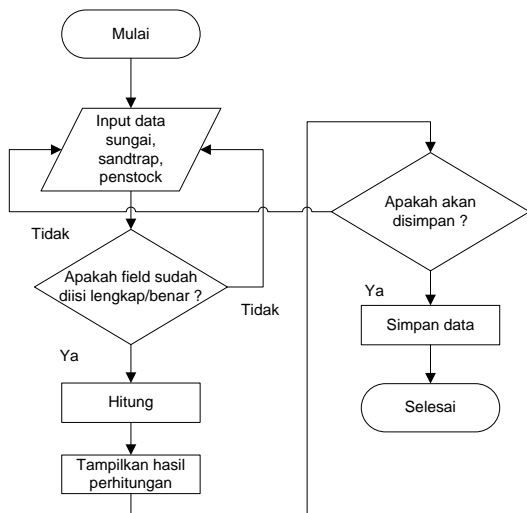 Mulai
Input data
sungai,
sandtrap,
penstock
Tidak
Apakah field sudah
diisi lengkap/benar ?
Tidak
Ya
Hitung
Tampilkan hasil
perhitungan
Apakah akan
disimpan ?
Ya
Simpan data
Selesai